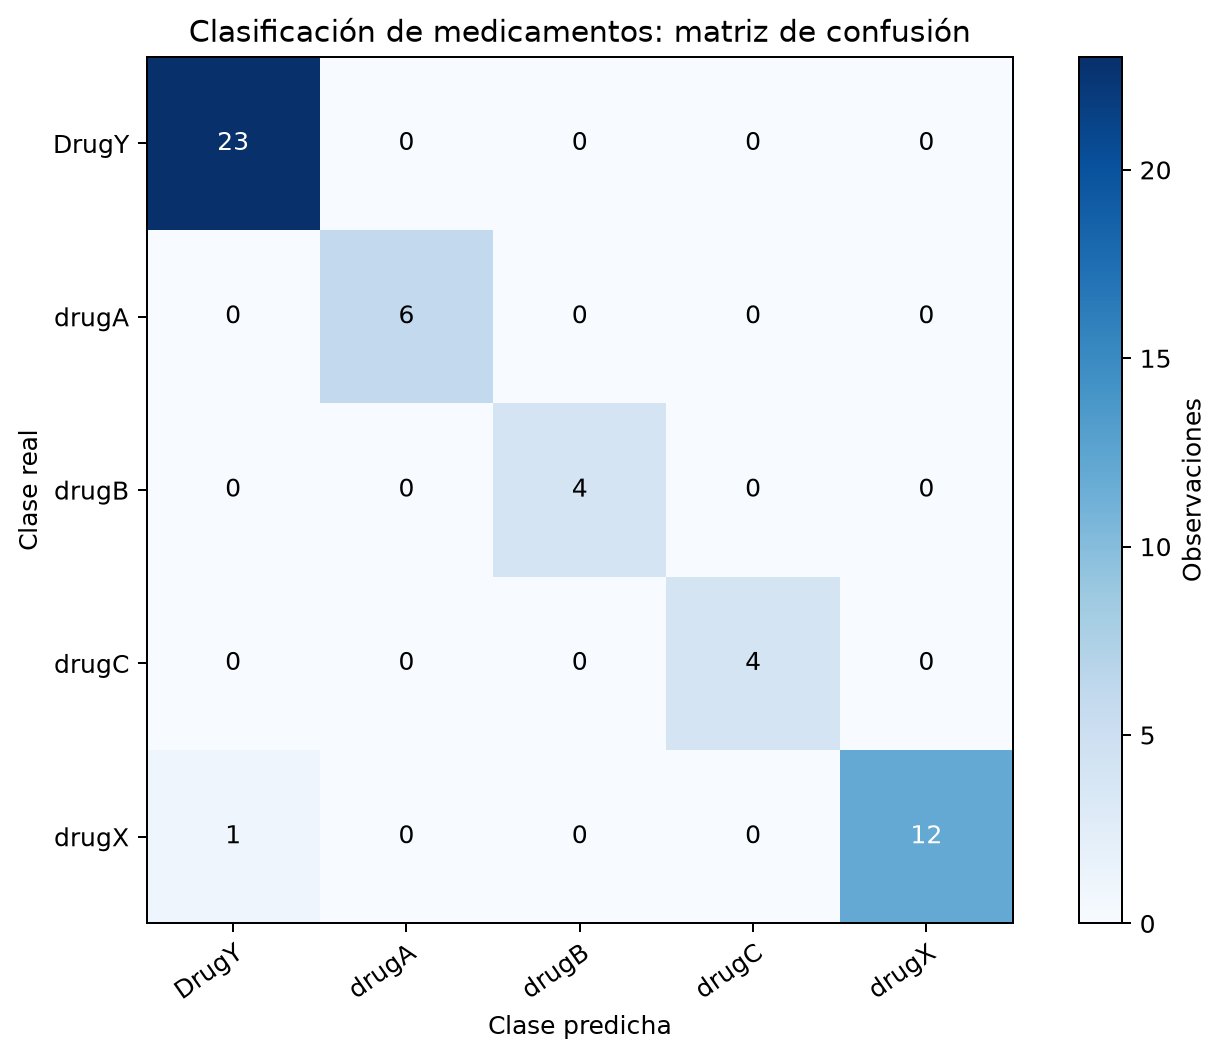 Clasificación de medicamentos: matriz de confusión
DrugY 23 0 0 0 0
drugA 0 6 0 0 0
drugB 0 0 4 0 0
drugC 0 0 0 4 0
drugX 1 0 0 0 12
DrugY drugA drugB drugC drugX
Clase predicha
Clase real
20
15
10
5
0
Observaciones